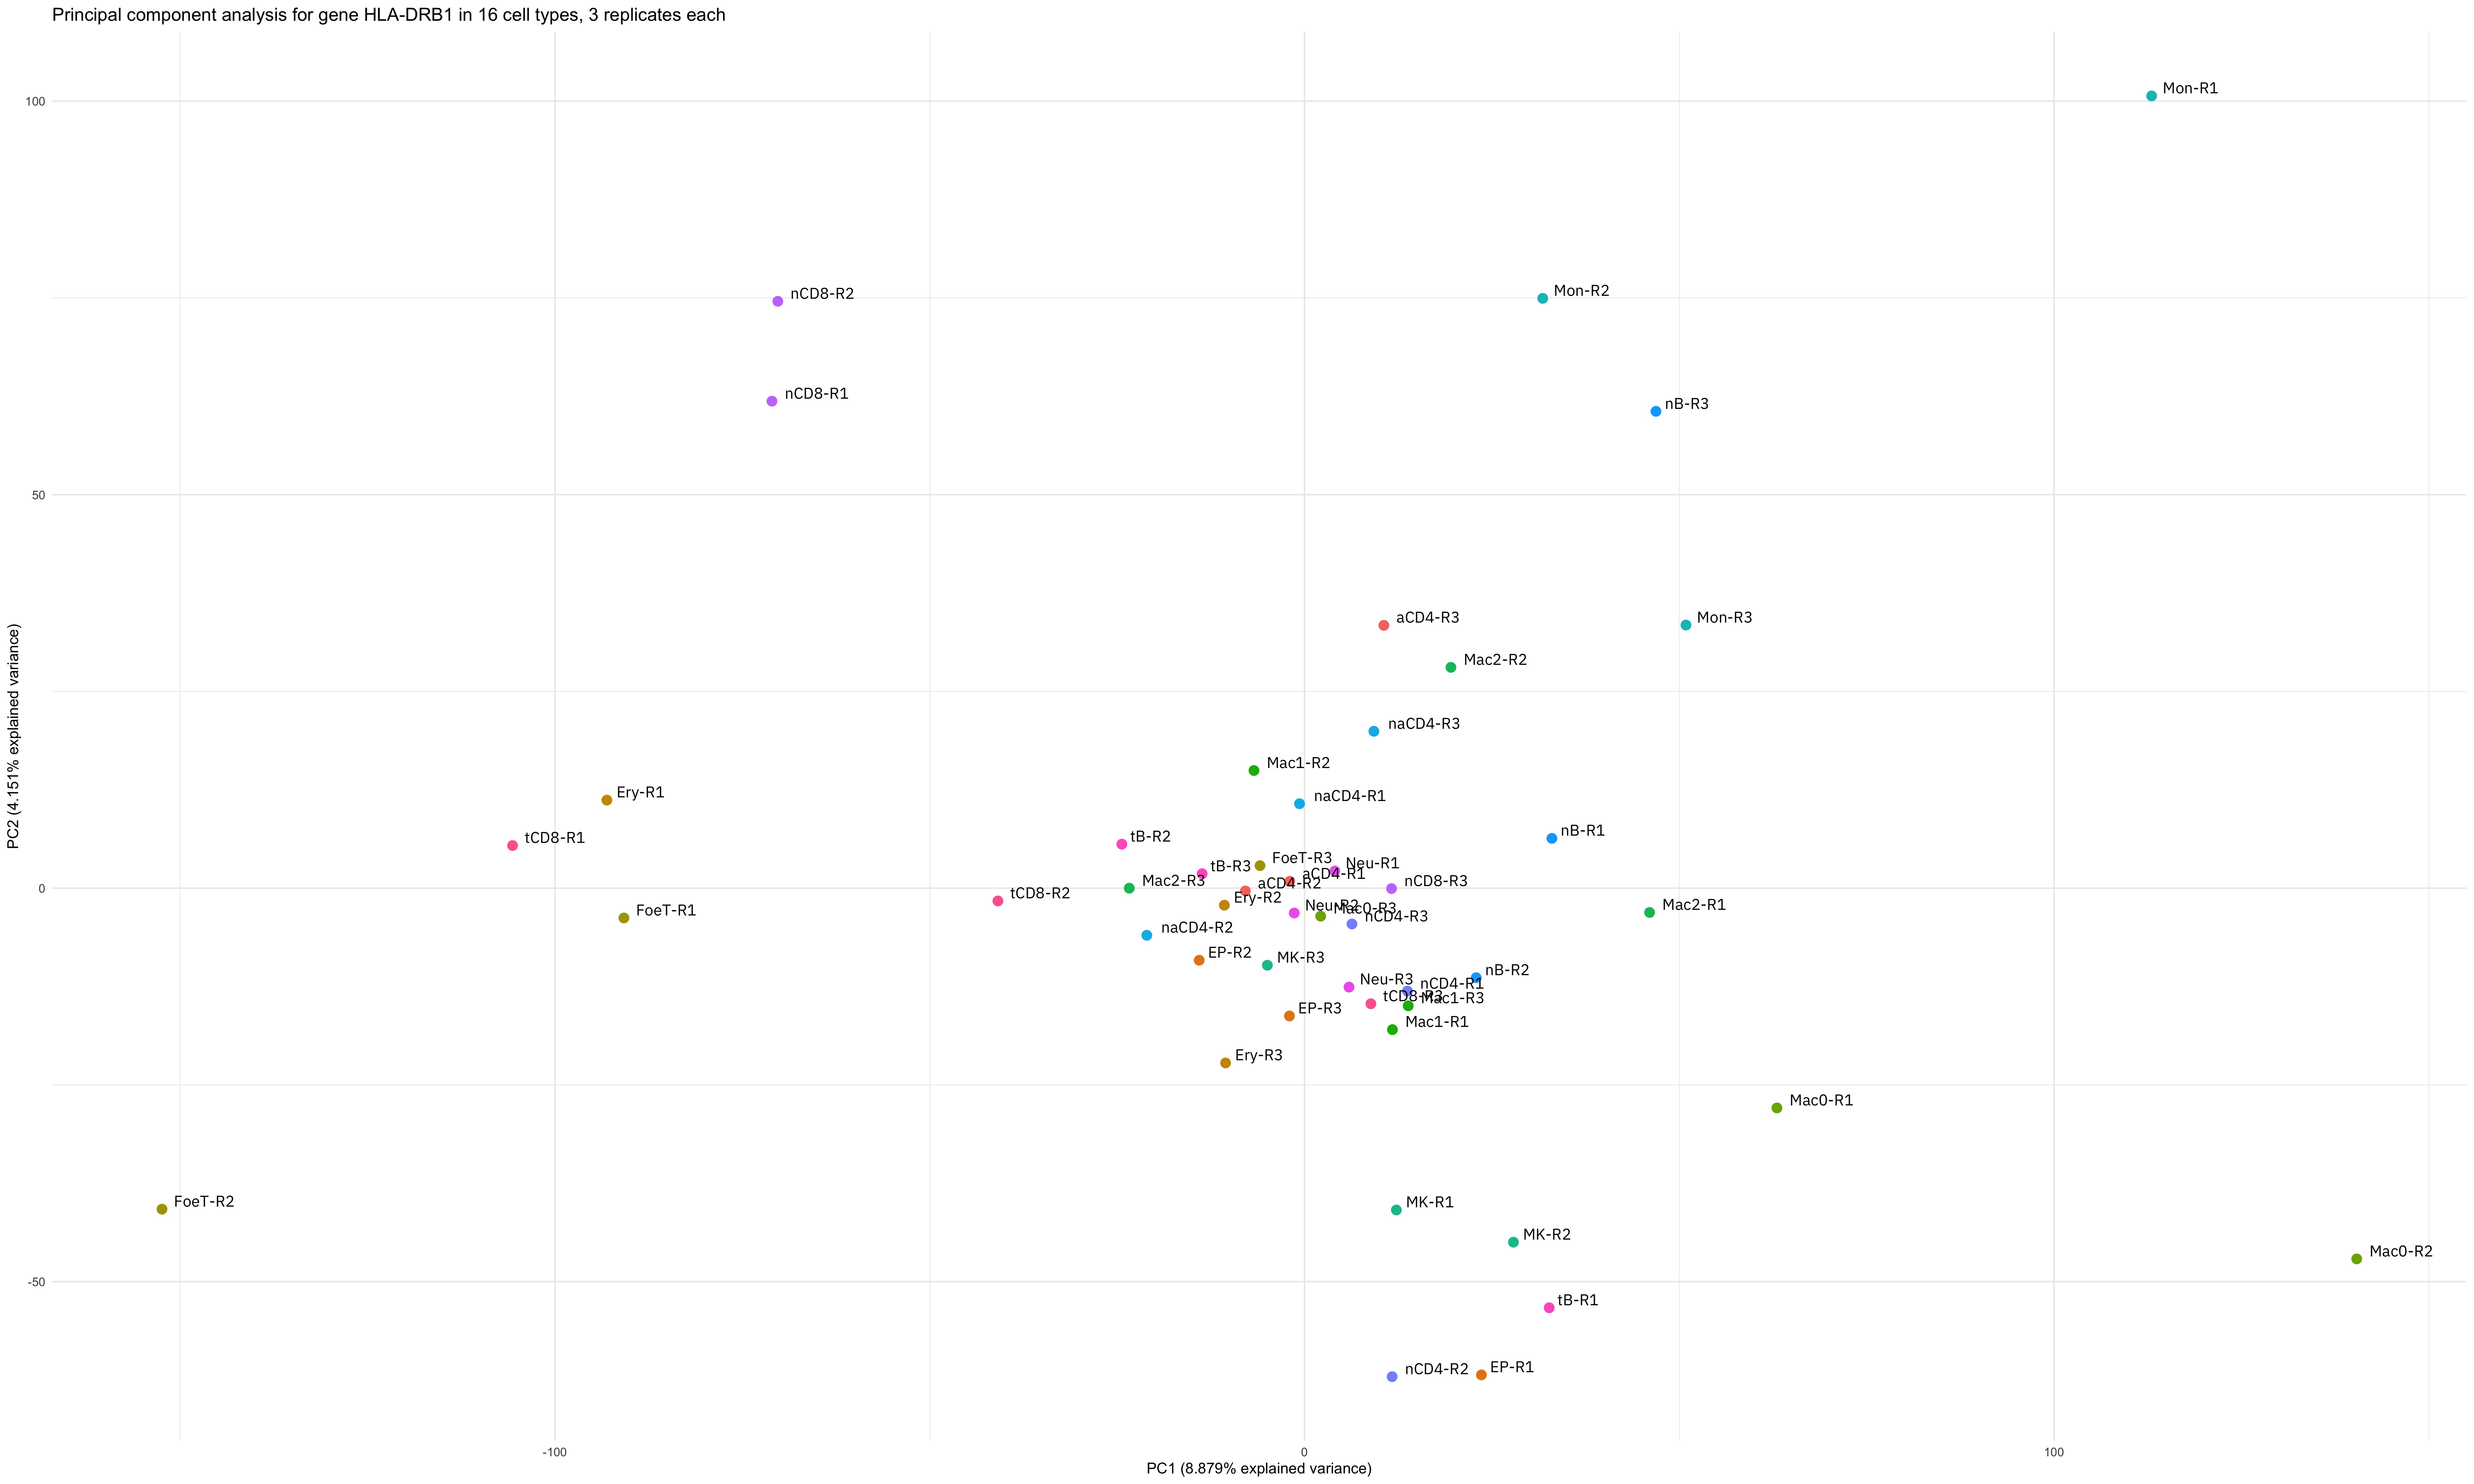 Principal component analysis for gene HLA-DRB1 in 16 cell types, 3 replicates each
Mon-R1
100
nCD8-R2
Mon-R2
nCD8-R1
nB-R3
50
aCD4-R3
Mon-R3
Mac2-R2
naCD4-R3
Mac1-R2
Ery-R1
naCD4-R1
tCD8-R1
tB-R2
nB-R1
FoeT-R3
Neu-R1
tB-R3
aCD4-R1
Mac2-R3
aCD4-R2
nCD8-R3
0
tCD8-R2
Ery-R2
Neu-R2
Mac0-R3
Mac2-R1
FoeT-R1
nCD4-R3
naCD4-R2
EP-R2
MK-R3
nB-R2
Neu-R3
nCD4-R1
tCD8-R3
Mac1-R3
EP-R3
Mac1-R1
Ery-R3
Mac0-R1
FoeT-R2
MK-R1
MK-R2
Mac0-R2
-50
tB-R1
nCD4-R2
EP-R1
PC2 (4.151% explained variance)
-100
0
100
PC1 (8.879% explained variance)